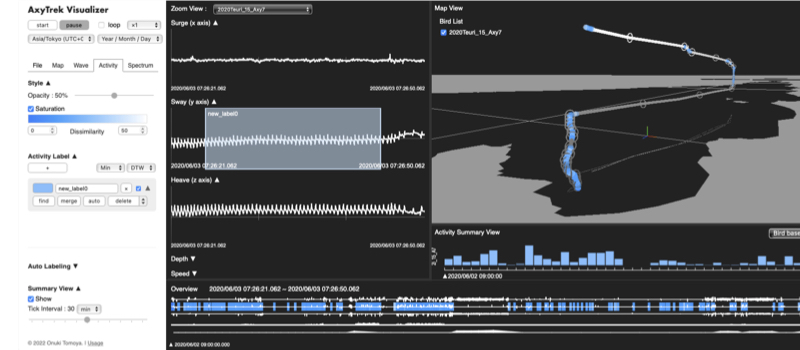 AxyTrek Visualizer
start pause loop ×1
Asia/Tokyo (UTC+0 Year / Month / Day
File Map Wave Activity Spectrum
Style ▲
Opacity : 50%
Saturation
0 Dissimilarity 50
Activity Label ▲
+ Min DTW
new_label0 × ▲
find merge auto delete
Auto Labeling ▼
Summary View ▲
Show
Tick Interval : 30 min
© 2022 Onuki Tomoya. | Usage
Zoom View : 2020Teuri_15_Axy7
Surge (x axis) ▲
2020/06/03 07:26:21.062 2020/06/03 07:26:50.062
Sway (y axis) ▲
new_label0
2020/06/03 07:26:21.062 2020/06/03 07:26:50.062
Heave (z axis) ▲
2020/06/03 07:26:21.062 2020/06/03 07:26:50.062
Depth ▼
Speed ▼
Map View
Bird List
2020Teuri_15_Axy7
Activity Summary View Bird base
▲2020/06/02 09:00:00
Overview 2020/06/03 07:26:21.062 ~ 2020/06/03 07:26:50.062
▲ 2020/06/02 09:00:00.000